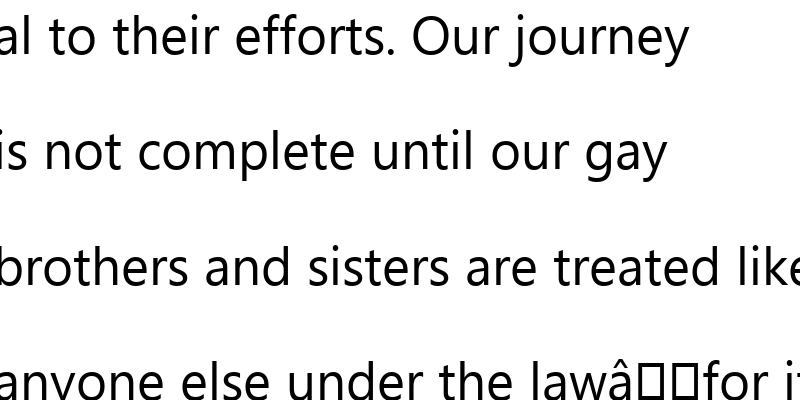 al to their efforts. Our journey
is not complete until our gay
brothers and sisters are treated like
anyone else under the lawâ□□for if